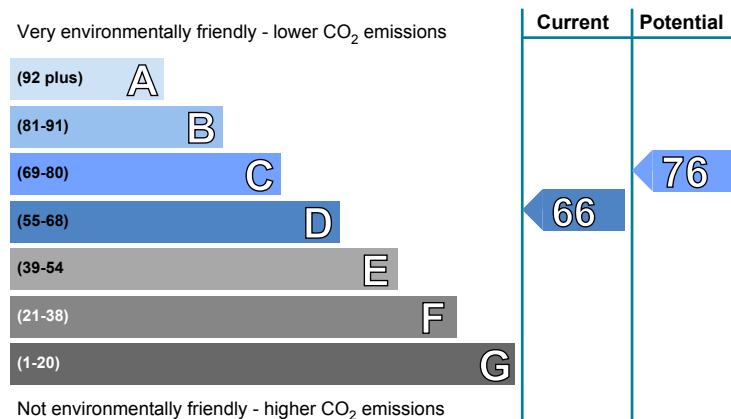 Very environmentally friendly - lower CO₂ emissions
Current
Potential
(92 plus) A
(81-91) B
(69-80) C
(55-68) D
(39-54 E
(21-38) F
(1-20) G
66
76
Not environmentally friendly - higher CO₂ emissions